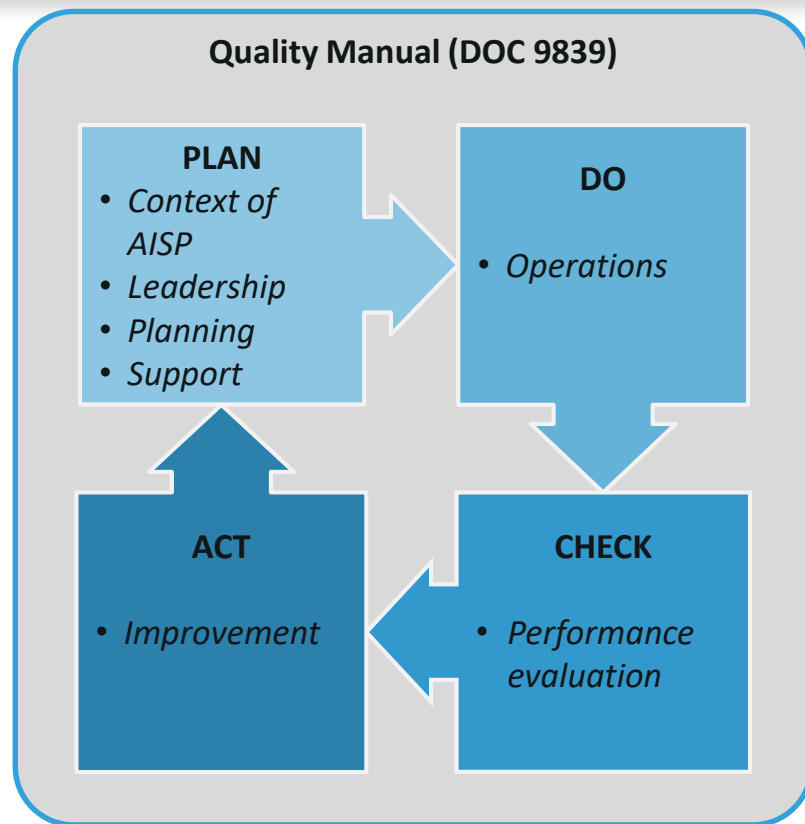 Quality Manual (DOC 9839)
PLAN
• Context of
AISP
• Leadership
• Planning
• Support
DO
• Operations
ACT
• Improvement
CHECK
• Performance
evaluation